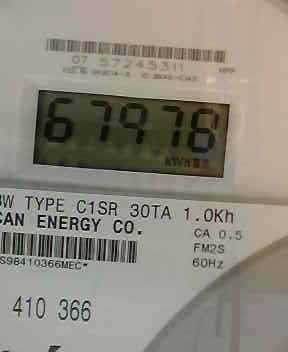 07 57245311
67978
kWh
3W TYPE C1SR 30TA 1.0Kh
CAN ENERGY CO.
CA 0.5
FM2S
60Hz
S98410366MEC*
410 366